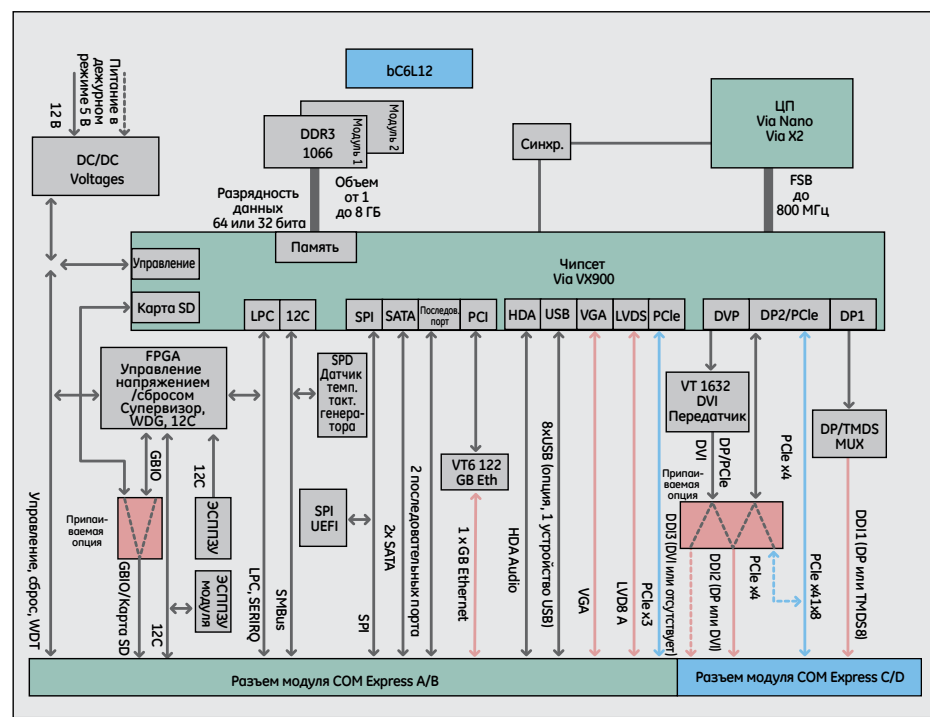 bC6L12
Питание в
дежурном
режиме 5 В
12 В
DC/DC
Voltages
DDR3
1066
Модуль 1
Модуль 2
Синхр.
ЦП
Via Nano
Via X2
Разрядность
данных
64 или 32 бита
Объем
от 1
до 8 ГБ
FSB
до
800 МГц
Память
Управление
Чипсет
Via VX900
Карта SD
LPC
12C
SPI
SATA
Последов.
порт
PCI
HDA
USB
VGA
LVDS
PCIe
DVP
DP2/PCIe
DP1
FPGA
Управление
напряжением
/сбросом
Супервизор,
WDG, 12C
SPD
Датчик
темп.
такт.
генера-
тора
VT 1632
DVI
Передатчик
DP/TMDS
MUX
VT6 122
GB Eth
GBIO
12C
DVI
DP/PCIe
PCIe x4
Припаи-
ваемая
опция
Припаи-
ваемая
опция
ЭСППЗУ
SPI
UEFI
ЭСППЗУ
модуля
Управление, сброс, WDT
GBIO/Карта SD
12C
LPC, SERIRQ
SMBus
SPI
2x SATA
2 последовательных порта
1 x GB Ethernet
HDA Audio
8xUSB (опция, 1 устройство USB)
VGA
LVD8 A
PCIe x3
DDI3 (DVI или отсутствует)
DDI2 (DP или DVI)
PCIe x4
PCIe x41x8
DDI1 (DP или TMDS8)
Разъем модуля COM Express A/B
Разъем модуля COM Express C/D